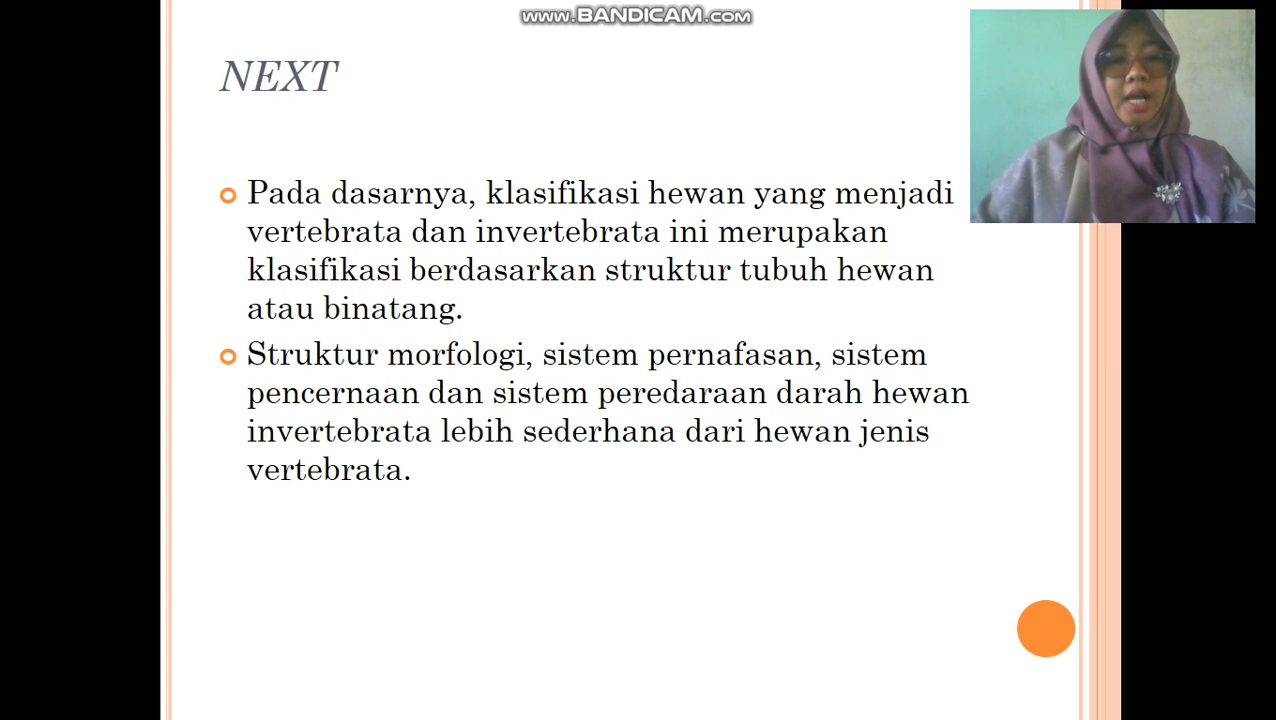 www.BANDICAM.com
NEXT
Pada dasarnya, klasifikasi hewan yang menjadi
vertebrata dan invertebrata ini merupakan
klasifikasi berdasarkan struktur tubuh hewan
atau binatang.
Struktur morfologi, sistem pernafasan, sistem
pencernaan dan sistem peredaraan darah hewan
invertebrata lebih sederhana dari hewan jenis
vertebrata.